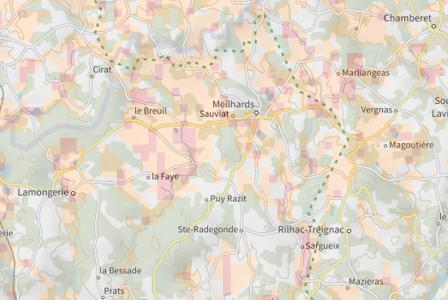 Chamberet
Cirat
Marliangeas
Meilhards
le Breuil
Sauviat
Vergnas
Magoutière
la Faye
Lamongerie
Puy Razit
Ste-Radegonde
Rilhac-Treignac
Sargueix
la Bessade
Mazieras
Prats